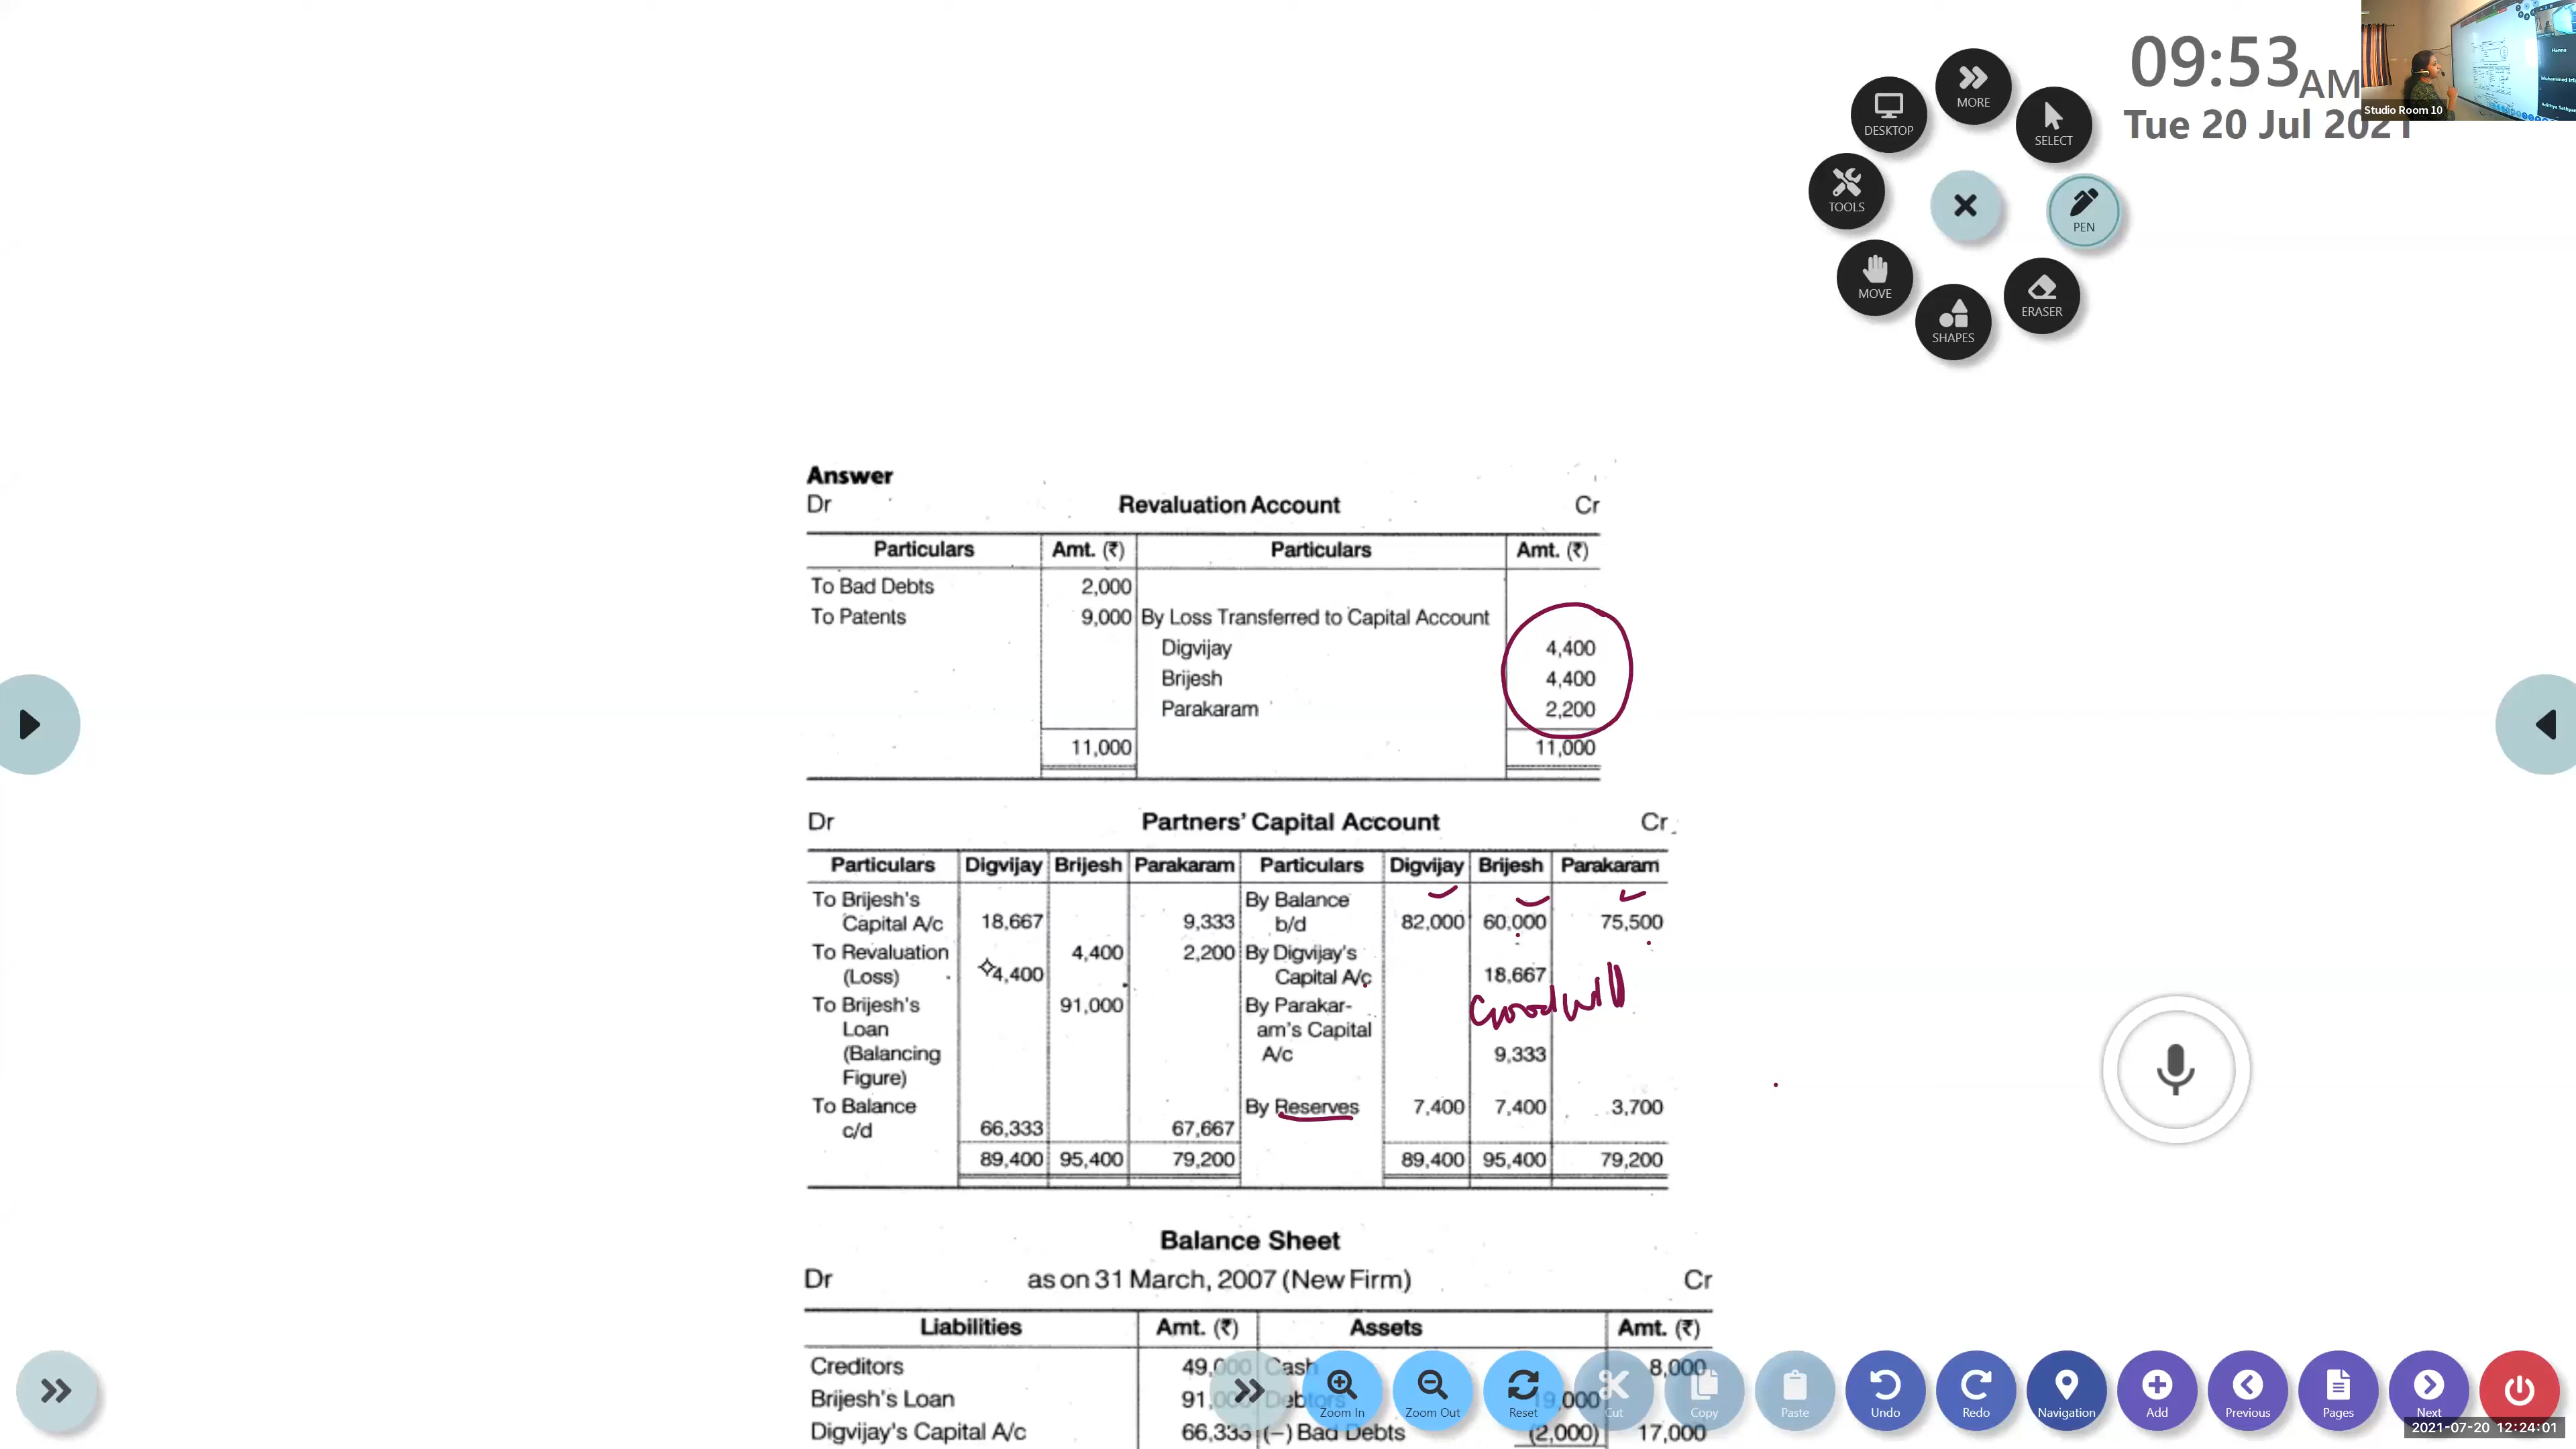 09:53 AM
Tue 20 Jul 2021
Studio Room 10
Hanna
MORE
DESKTOP
SELECT
TOOLS
PEN
MOVE
ERASER
SHAPES
Answer
Dr Revaluation Account Cr
Particulars Amt. (₹) Particulars Amt. (₹)
To Bad Debts 2,000
To Patents 9,000 By Loss Transferred to Capital Account
Digvijay 4,400
Brijesh 4,400
Parakaram 2,200
11,000 11,000
Dr Partners' Capital Account Cr
Particulars Digvijay Brijesh Parakaram Particulars Digvijay Brijesh Parakaram
To Brijesh's By Balance
Capital A/c 18,667 9,333 b/d 82,000 60,000 75,500
To Revaluation 4,400 2,200 By Digvijay's
(Loss) 4,400 Capital A/c 18,667
Goodwill
To Brijesh's 91,000 By Parakar-
Loan am's Capital
(Balancing A/c 9,333
Figure)
To Balance By Reserves 7,400 7,400 3,700
c/d 66,333 67,667
89,400 95,400 79,200 89,400 95,400 79,200
Balance Sheet
Dr as on 31 March, 2007 (New Firm) Cr
Liabilities Amt. (₹) Assets Amt. (₹)
Creditors 49,000 Cash 8,000
Brijesh's Loan 91,000 Debtors 19,000
Digvijay's Capital A/c 66,333 (–) Bad Debts (2,000) 17,000
Zoom In
Zoom Out
Reset
Cut
Copy
Paste
Undo
Redo
Navigation
Add
Previous
Pages
Next
2021-07-20 12:24:01